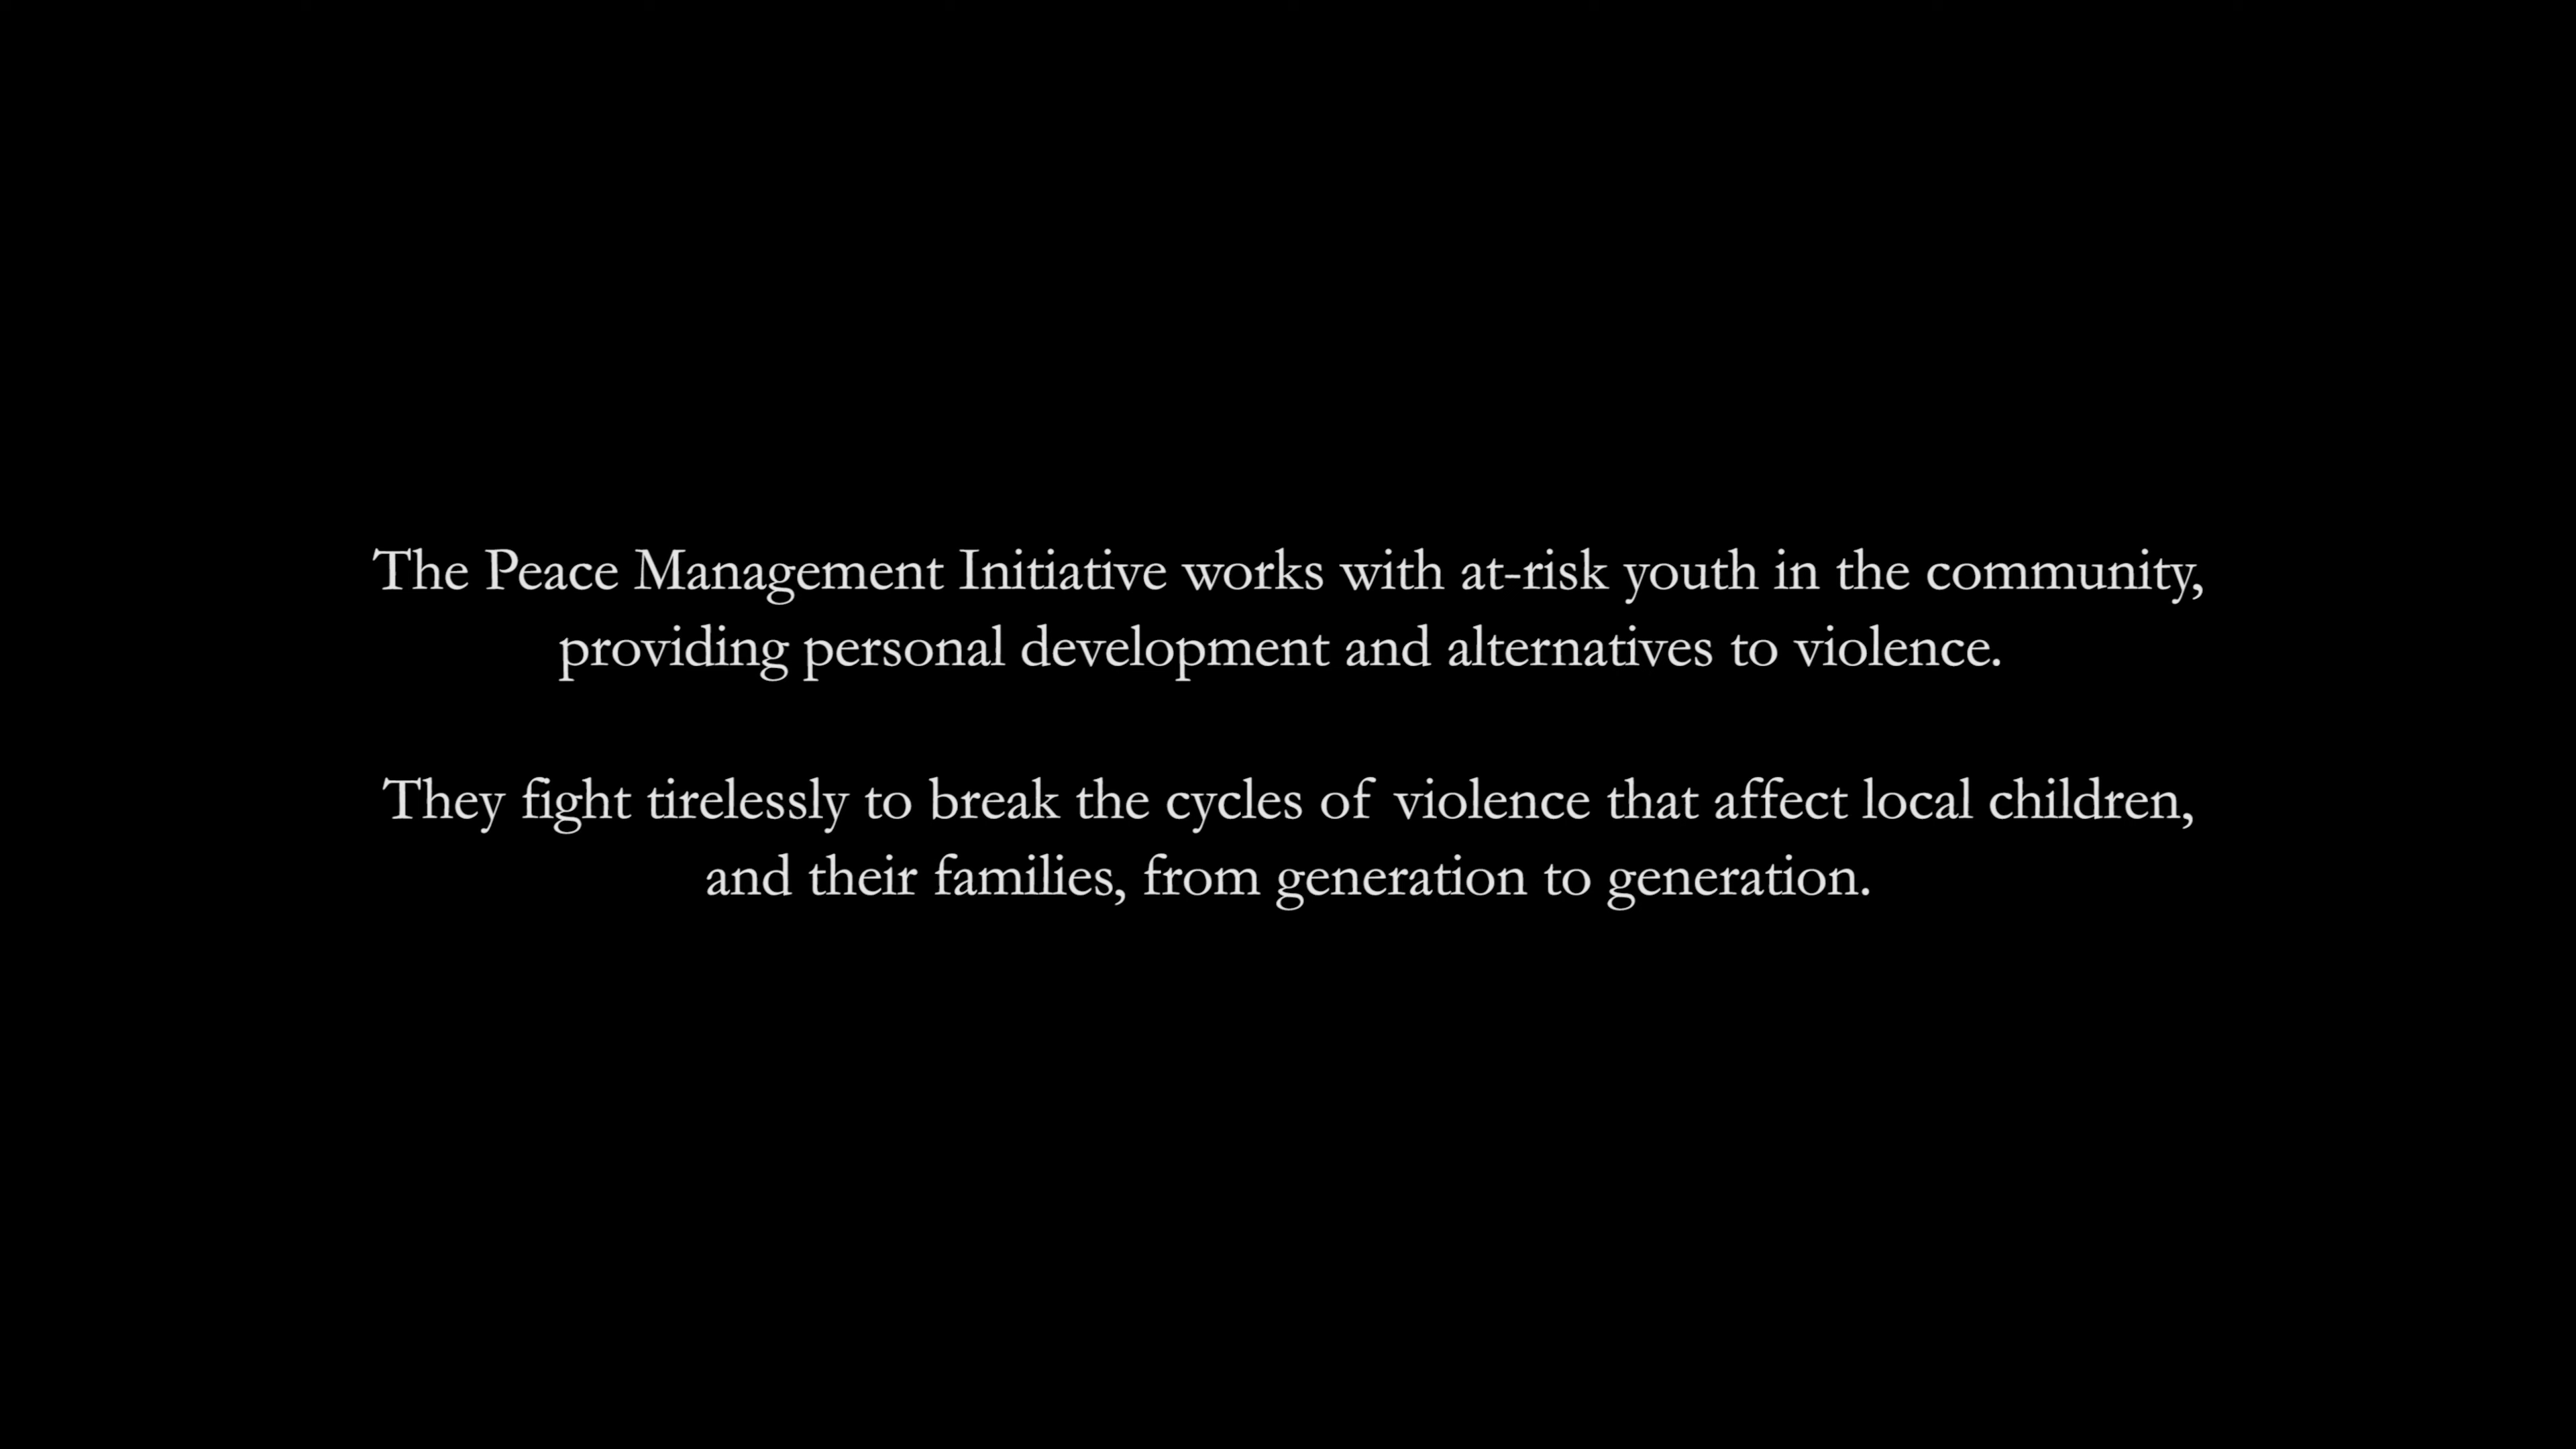 The Peace Management Initiative works with at-risk youth in the community,
providing personal development and alternatives to violence.
They fight tirelessly to break the cycles of violence that affect local children,
and their families, from generation to generation.